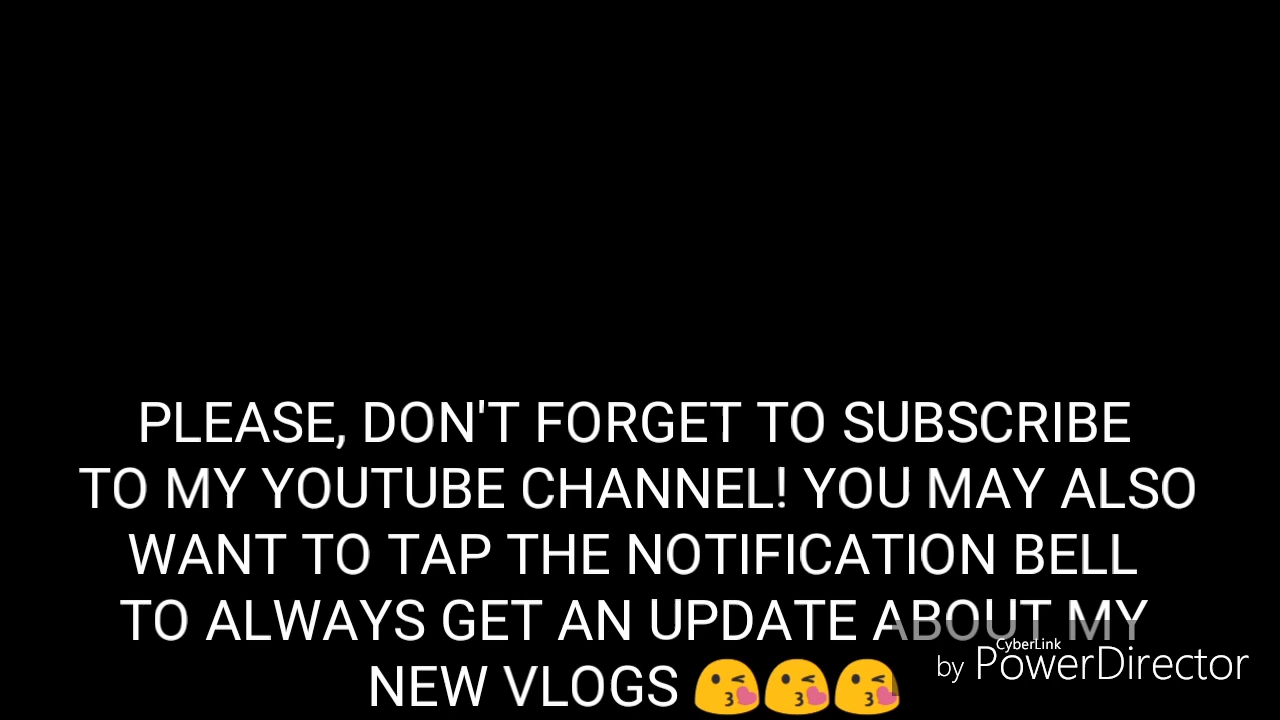 PLEASE, DON'T FORGET TO SUBSCRIBE
TO MY YOUTUBE CHANNEL! YOU MAY ALSO
WANT TO TAP THE NOTIFICATION BELL
TO ALWAYS GET AN UPDATE ABOUT MY
NEW VLOGS 😘😘😘
CyberLink
by PowerDirector